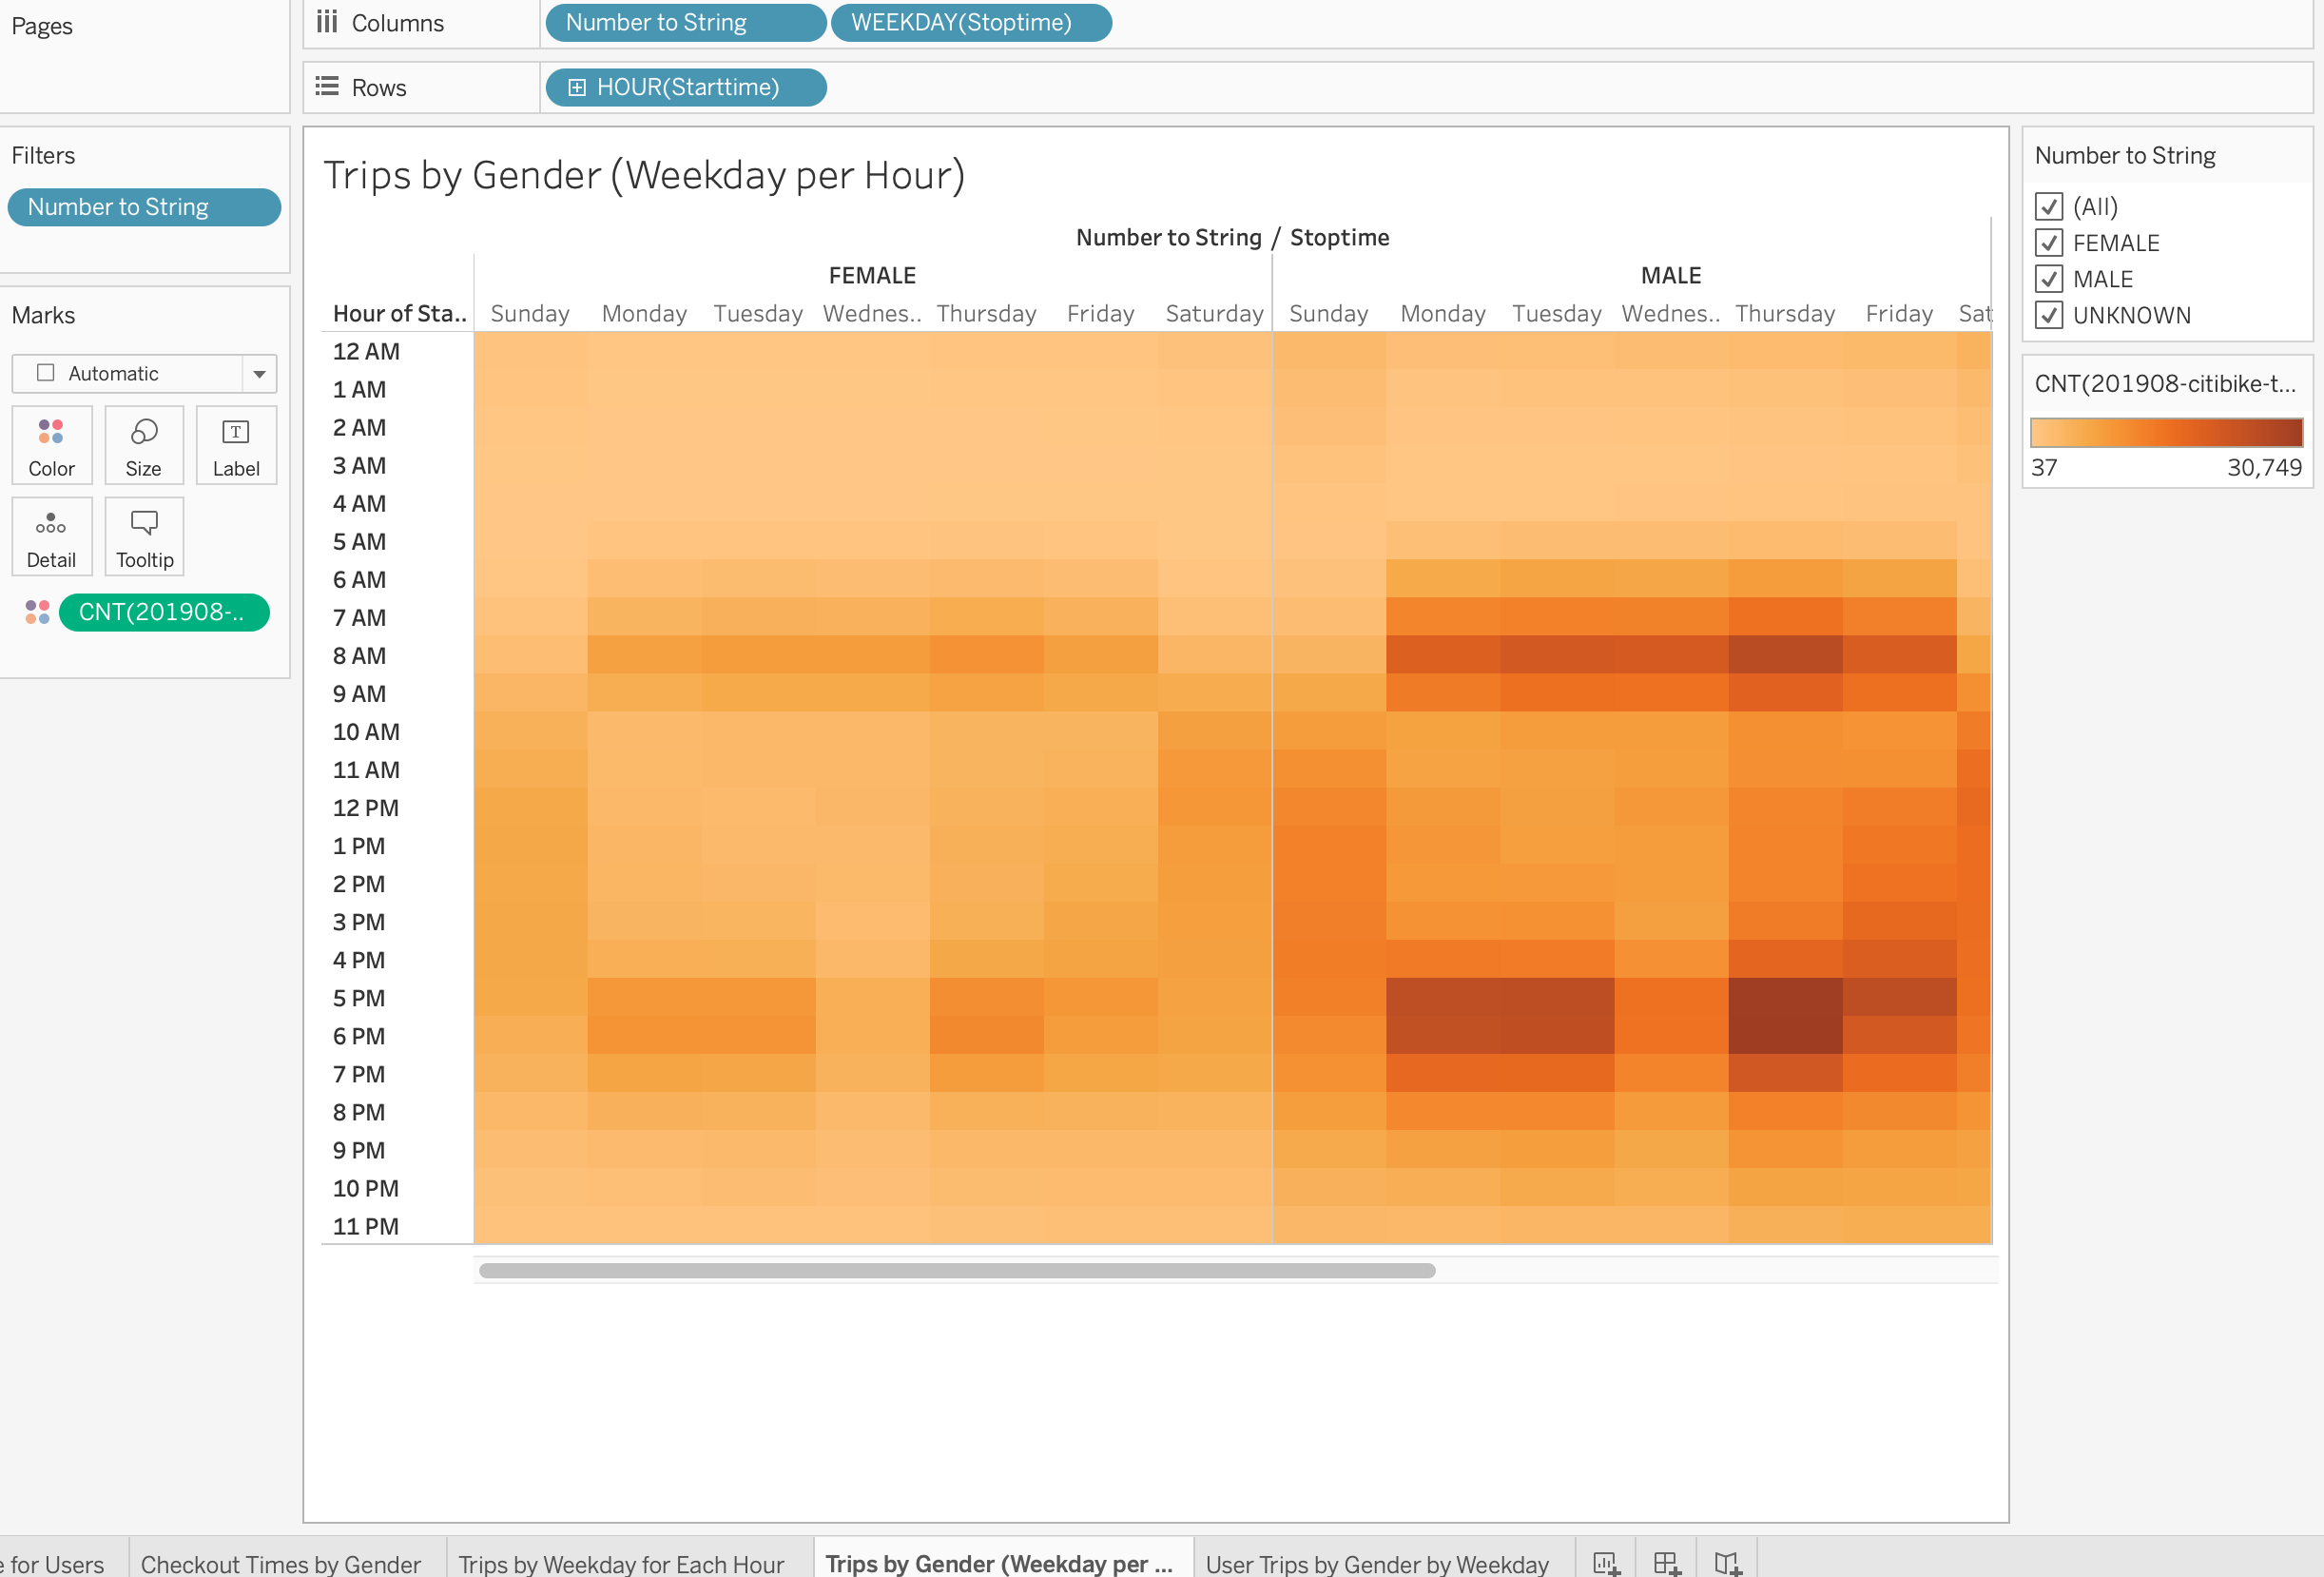 Pages
Columns
Number to String
WEEKDAY(Stoptime)
Rows
HOUR(Starttime)
Filters
Number to String
Marks
Automatic
Color
Size
Label
Detail
Tooltip
CNT(201908-..
Trips by Gender (Weekday per Hour)
Number to String / Stoptime
FEMALE MALE
Hour of Sta.. Sunday Monday Tuesday Wednes.. Thursday Friday Saturday Sunday Monday Tuesday Wednes.. Thursday Friday Sat
12 AM
1 AM
2 AM
3 AM
4 AM
5 AM
6 AM
7 AM
8 AM
9 AM
10 AM
11 AM
12 PM
1 PM
2 PM
3 PM
4 PM
5 PM
6 PM
7 PM
8 PM
9 PM
10 PM
11 PM
Number to String
(All)
FEMALE
MALE
UNKNOWN
CNT(201908-citibike-t...
37 30,749
e for Users
Checkout Times by Gender
Trips by Weekday for Each Hour
Trips by Gender (Weekday per ...
User Trips by Gender by Weekday